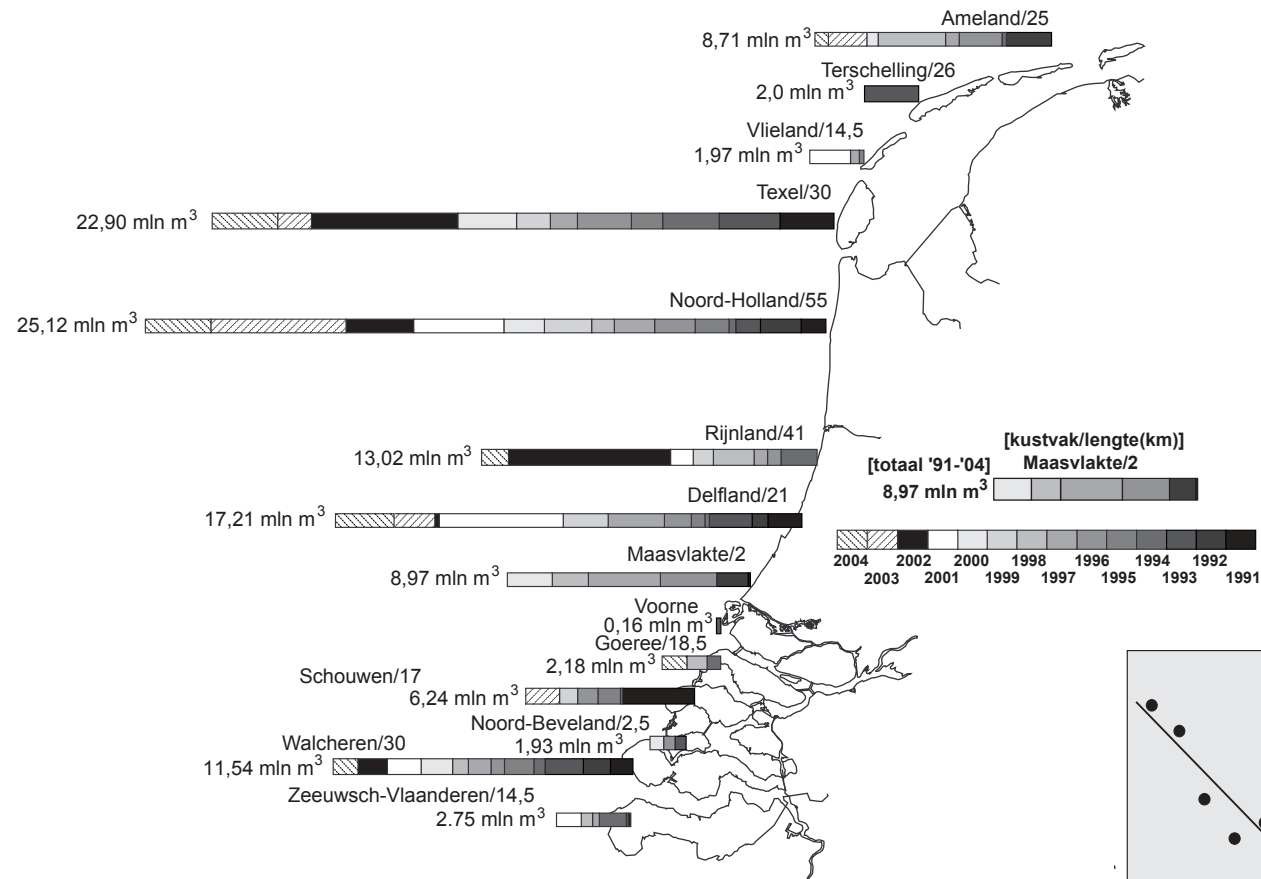 Ameland/25
8,71 mln m³
Terschelling/26
2,0 mln m³
Vlieland/14,5
1,97 mln m³
Texel/30
22,90 mln m³
Noord-Holland/55
25,12 mln m³
Rijnland/41
13,02 mln m³
[kustvak/lengte(km)]
[totaal '91-'04] Maasvlakte/2
8,97 mln m³
Delfland/21
17,21 mln m³
2004 2002 2000 1998 1996 1994 1992
2003 2001 1999 1997 1995 1993 1991
Maasvlakte/2
8,97 mln m³
Voorne
0,16 mln m³
Goeree/18,5
2,18 mln m³
Schouwen/17
6,24 mln m³
Noord-Beveland/2,5
1,93 mln m³
Walcheren/30
11,54 mln m³
Zeeuwsch-Vlaanderen/14,5
2.75 mln m³